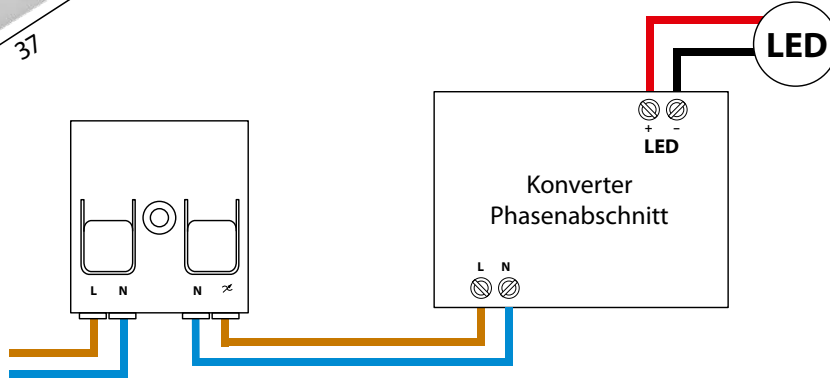 37
LED
+ –
LED
Konverter
Phasenabschnitt
L N
L N N